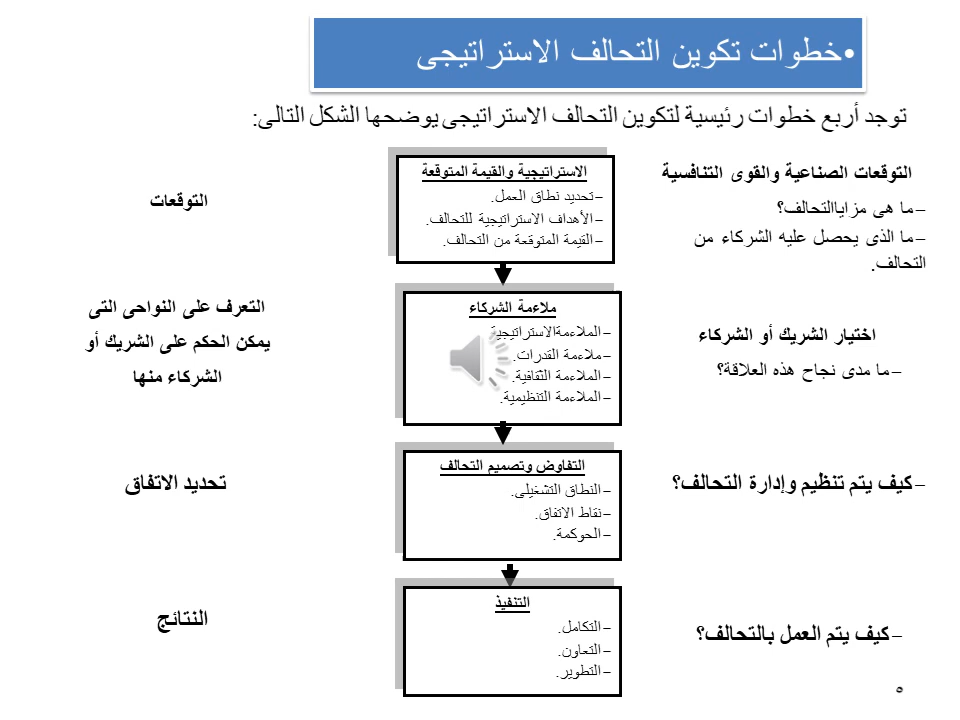 •خطوات تكوين التحالف الاستراتيجى
توجد أربع خطوات رئيسية لتكوين التحالف الاستراتيجى يوضحها الشكل التالى:
التوقعات الصناعية والقوى التنافسية
– ما هى مزاياالتحالف؟
– ما الذى يحصل عليه الشركاء من
التحالف.
الاستراتيجية والقيمة المتوقعة
– تحديد نطاق العمل.
– الأهداف الاستراتيجية للتحالف.
– القيمة المتوقعة من التحالف.
التوقعات
اختيار الشريك أو الشركاء
– ما مدى نجاح هذه العلاقة؟
ملاءمة الشركاء
– الملاءمةالاستراتيجية
– ملاءمة القدرات.
– الملاءمة الثقافية.
– الملاءمة التنظيمية.
التعرف على النواحى التى
يمكن الحكم على الشريك أو
الشركاء منها
– كيف يتم تنظيم وإدارة التحالف؟
التفاوض وتصميم التحالف
– النطاق التشغيلى.
– نقاط الاتفاق.
– الحوكمة.
تحديد الاتفاق
– كيف يتم العمل بالتحالف؟
التنفيذ
– التكامل.
– التعاون.
– التطوير.
النتائج
٥